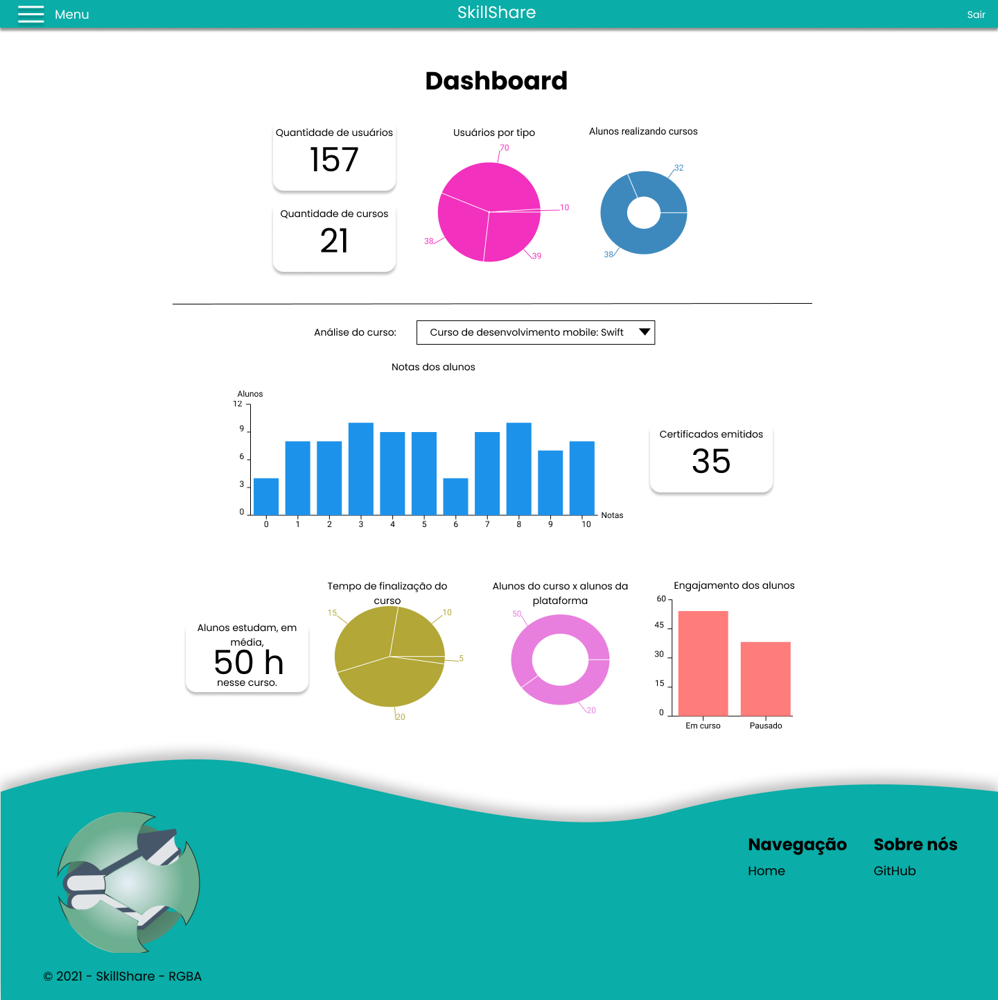 Menu
SkillShare
Sair
Dashboard
Quantidade de usuários
157
Quantidade de cursos
21
Usuários por tipo
70
10
38
39
Alunos realizando cursos
32
38
Análise do curso:
Curso de desenvolvimento mobile: Swift
Notas dos alunos
Alunos
12
9
6
3
0
0 1 2 3 4 5 6 7 8 9 10
Notas
Certificados emitidos
35
Alunos estudam, em
média,
50 h
nesse curso.
Tempo de finalização do
curso
15
10
5
20
Alunos do curso x alunos da
plataforma
50
20
Engajamento dos alunos
60
45
30
15
0
Em curso Pausado
Navegação
Home
Sobre nós
GitHub
© 2021 - SkillShare - RGBA